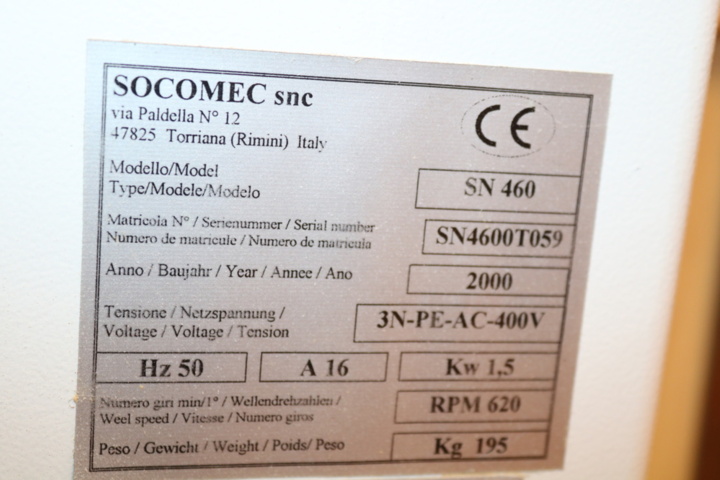 SOCOMEC snc
via Paldella N° 12
47825 Torriana (Rimini) Italy
CE
Modello/Model
Type/Modele/Modelo
SN 460
Matricola N° / Serienummer / Serial number
Numero de matricule / Numero de matricula
SN4600T059
Anno / Baujahr / Year / Annee / Ano
2000
Tensione / Netzspannung /
Voltage / Voltage / Tension
3N-PE-AC-400V
Hz 50
A 16
Kw 1,5
Numero giri min/1° / Wellendrehzahlen /
Weel speed / Vitesse / Numero giros
RPM 620
Peso / Gewicht / Weight / Poids/ Peso
Kg 195